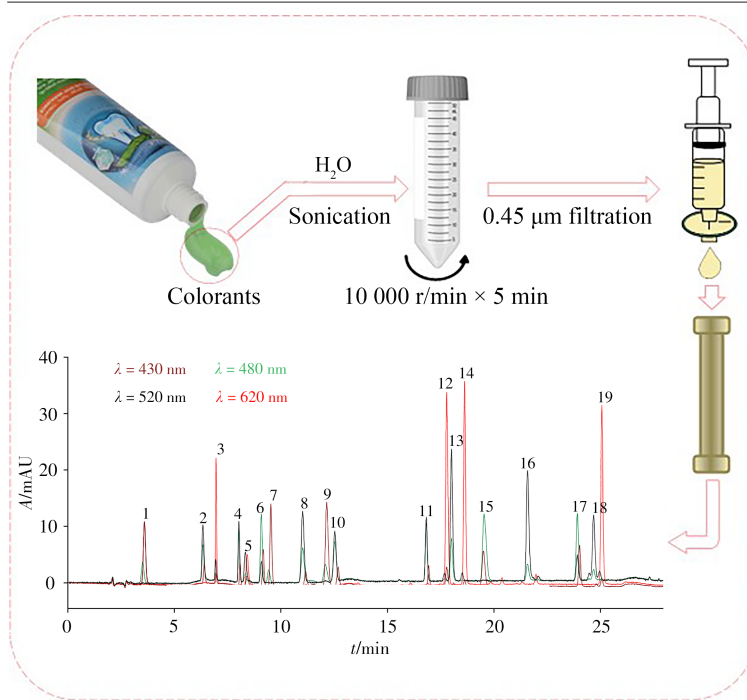 H₂O
Sonication
0.45 μm filtration
Colorants
10 000 r/min × 5 min
40
30
20
10
0
A/mAU
λ = 430 nm
λ = 480 nm
λ = 520 nm
λ = 620 nm
1
2
3
4
5
6
7
8
9
10
11
12
13
14
15
16
17
18
19
0
5
10
15
20
25
t/min